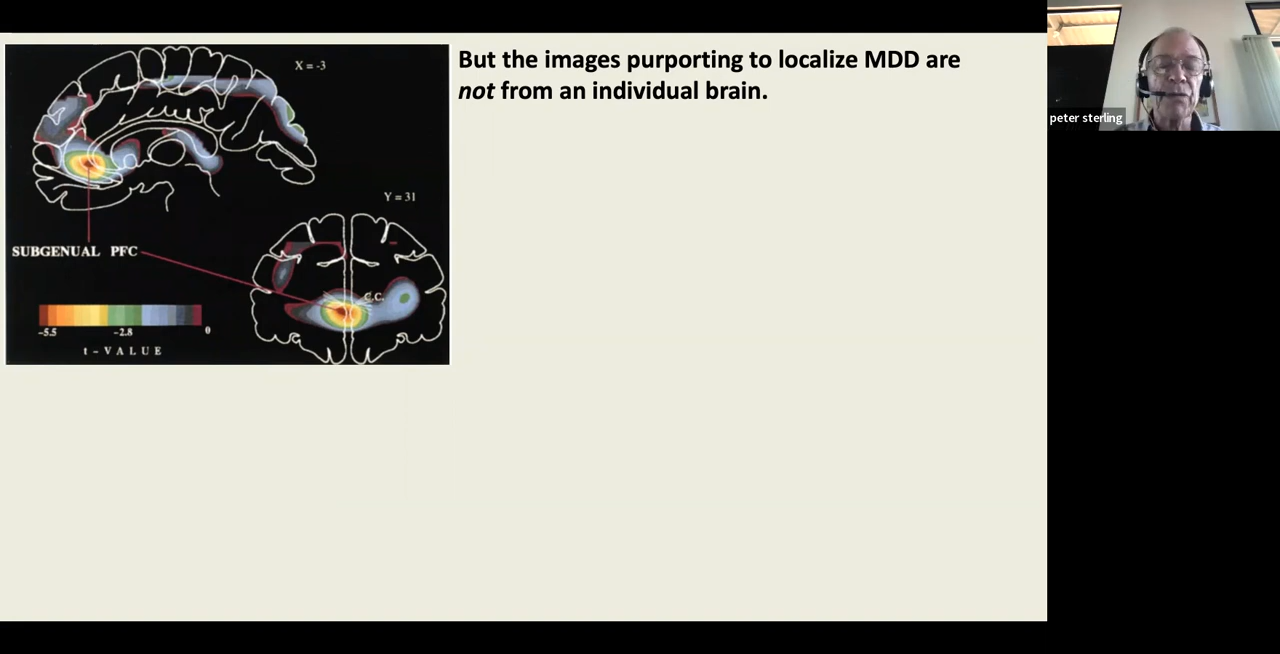 But the images purporting to localize MDD are
not from an individual brain.
X = -3
Y = 31
SUBGENUAL PFC
C.C.
-5.5 -2.8 0
t - VALUE
peter sterling